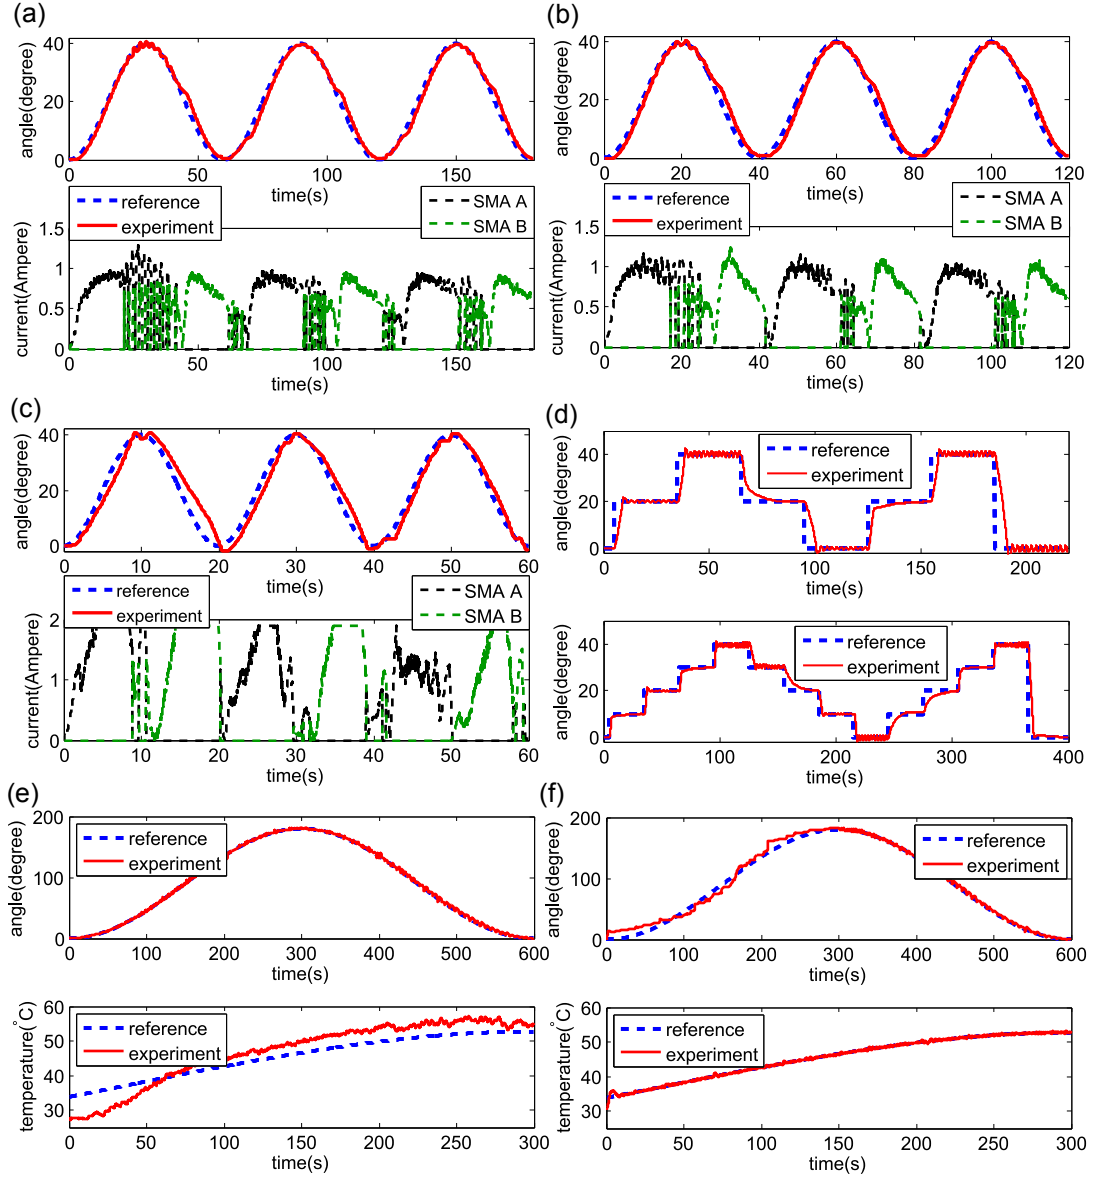 (a)
angle(degree)
40
20
0
50
100
150
time(s)
reference
experiment
SMA A
SMA B
current(Ampere)
1.5
1
0.5
0
50
100
150
time(s)
(b)
angle(degree)
40
20
0
0
20
40
60
80
100
120
time(s)
reference
experiment
SMA A
SMA B
current(Ampere)
1.5
1
0.5
0
0
20
40
60
80
100
120
time(s)
(c)
angle(degree)
40
20
0
0
10
20
30
40
50
60
time(s)
reference
experiment
SMA A
SMA B
current(Ampere)
2
1
0
0
10
20
30
40
50
60
time(s)
(d)
angle(degree)
40
20
0
0
50
100
150
200
time(s)
reference
experiment
angle(degree)
40
20
0
0
100
200
300
400
time(s)
reference
experiment
(e)
angle(degree)
200
100
0
0
100
200
300
400
500
600
time(s)
reference
experiment
temperature(°C)
60
50
40
30
0
50
100
150
200
250
300
time(s)
reference
experiment
(f)
angle(degree)
200
100
0
0
100
200
300
400
500
600
time(s)
reference
experiment
temperature(°C)
60
50
40
30
0
50
100
150
200
250
300
time(s)
reference
experiment